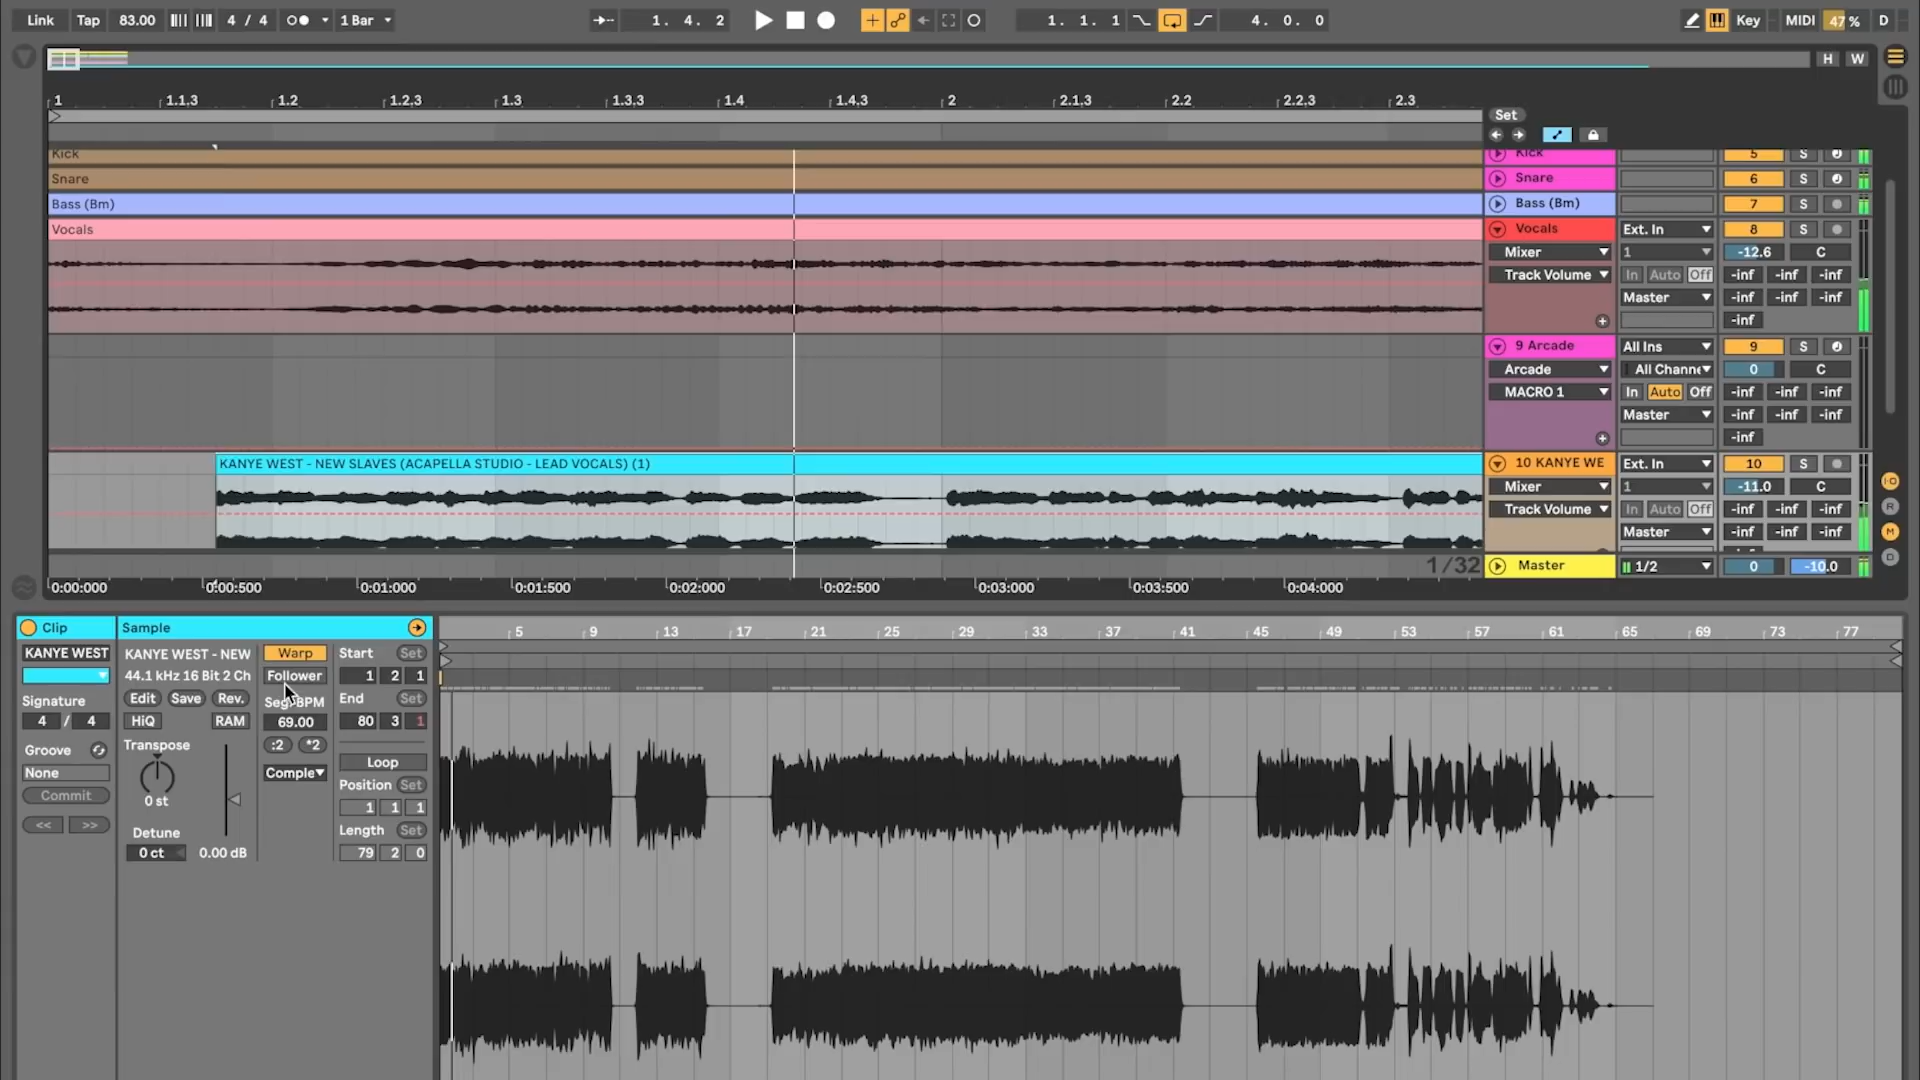 Link Tap 83.00 4 / 4 1 Bar 1. 4. 2 1. 1. 1 4. 0. 0 Key MIDI 47 % D
H W
1 1.1.3 1.2 1.2.3 1.3 1.3.3 1.4 1.4.3 2 2.1.3 2.2 2.2.3 2.3
Set
Kick Kick 5 S
Snare Snare 6 S
Bass (Bm) Bass (Bm) 7 S
Vocals Vocals Ext. In 8 S
Mixer 1 -12.6 C
Track Volume In Auto Off -inf -inf -inf
Master -inf -inf -inf
-inf
9 Arcade All Ins 9 S
Arcade All Channe 0 C
MACRO 1 In Auto Off -inf -inf -inf
Master -inf -inf -inf
-inf
KANYE WEST - NEW SLAVES (ACAPELLA STUDIO - LEAD VOCALS) (1) 10 KANYE WE Ext. In 10 S
Mixer 1 -11.0 C
Track Volume In Auto Off -inf -inf -inf
Master -inf -inf -inf
1/32 Master 1/2 0 -10.0
I·O
R
M
D
0:00:000 0:00:500 0:01:000 0:01:500 0:02:000 0:02:500 0:03:000 0:03:500 0:04:000
Clip Sample 5 9 13 17 21 25 29 33 37 41 45 49 53 57 61 65 69 73 77
KANYE WEST KANYE WEST - NEW Warp Start Set
44.1 kHz 16 Bit 2 Ch Follower 1 2 1
Signature Edit Save Rev. Seg. BPM End Set
4 / 4 HiQ RAM 69.00 80 3 1
Groove Transpose :2 *2 Loop
None Comple Position Set
Commit 0 st 1 1 1
<< >> Detune Length Set
0 ct 0.00 dB 79 2 0